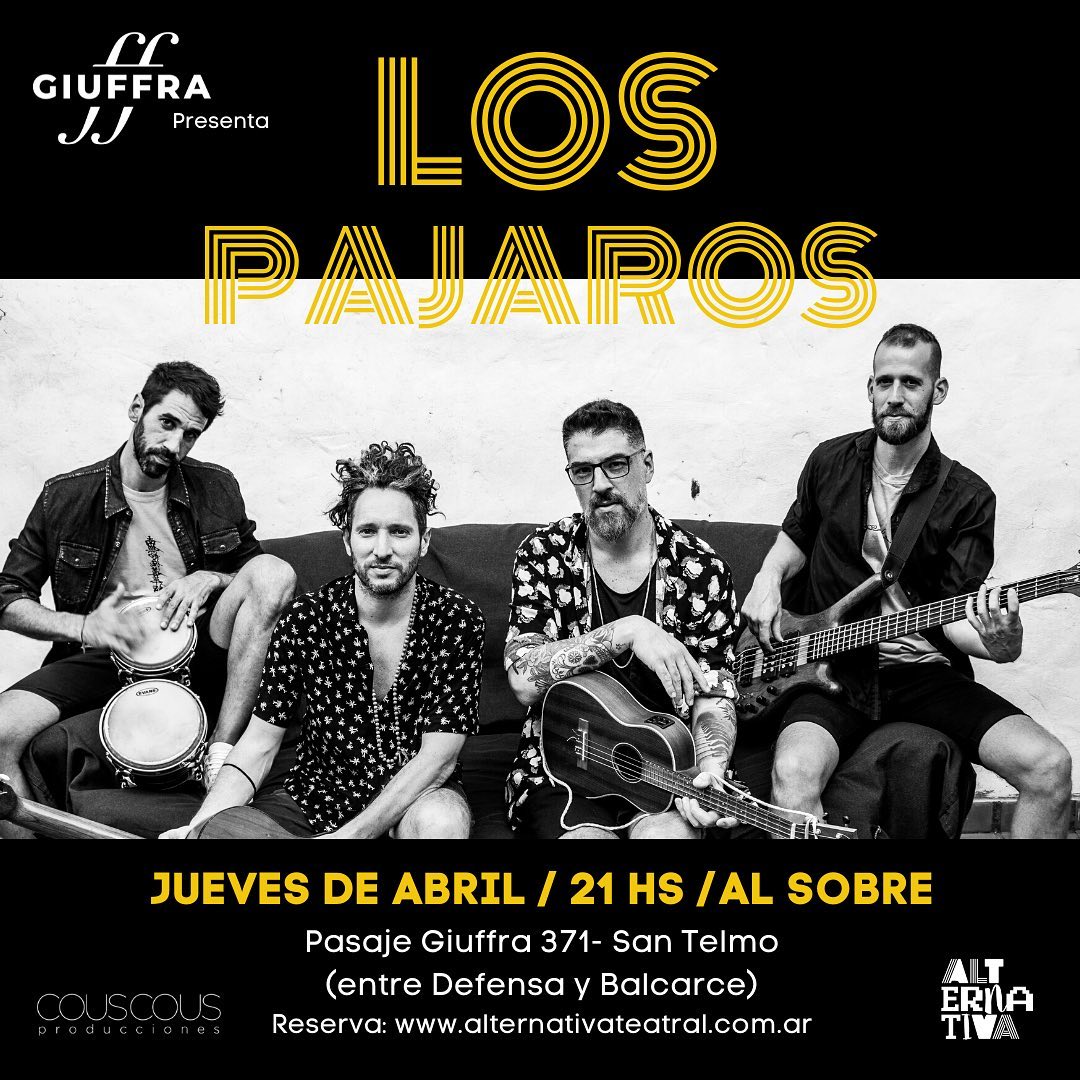 GIUFFRA
Presenta
LOS
PAJAROS
EVANS
JUEVES DE ABRIL / 21 HS /AL SOBRE
Pasaje Giuffra 371- San Telmo
(entre Defensa y Balcarce)
Reserva: www.alternativateatral.com.ar
COUSCOUS
producciones
ALT
ERNA
TIVA